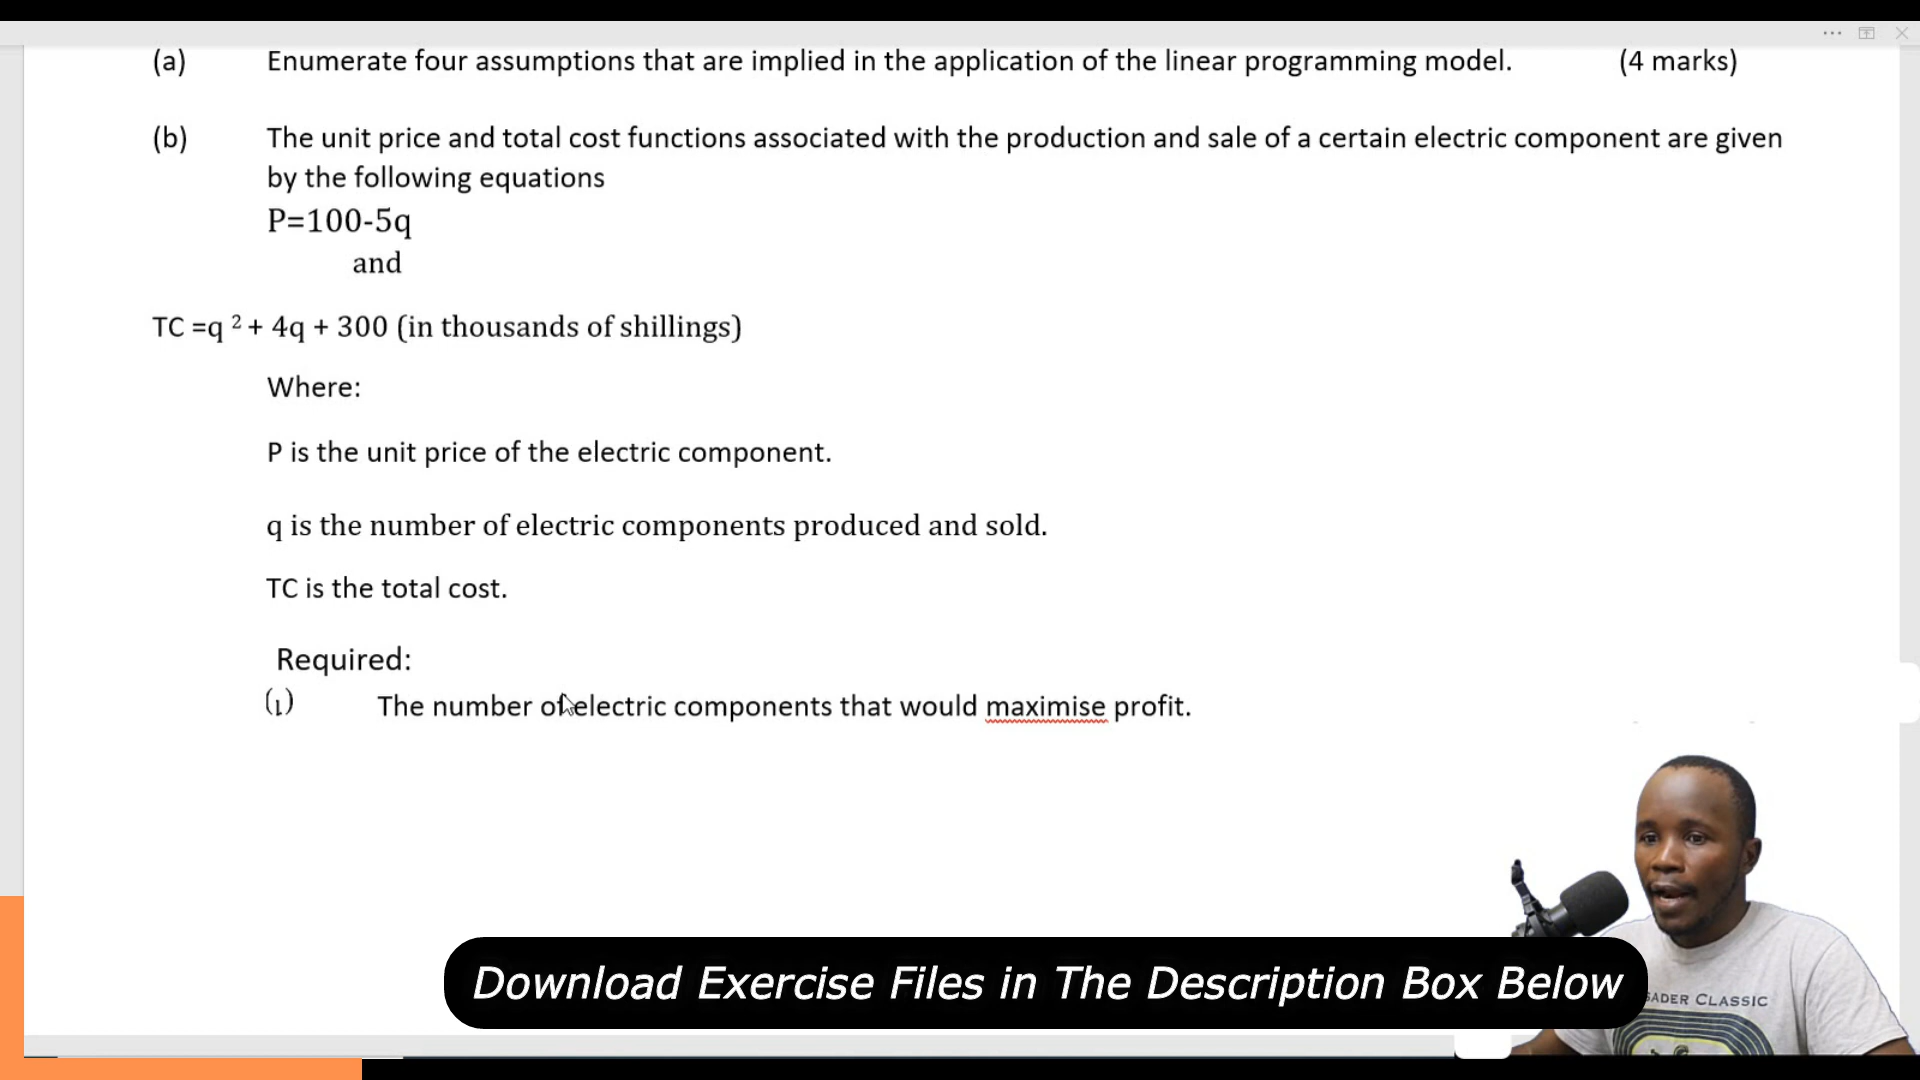 (a) Enumerate four assumptions that are implied in the application of the linear programming model. (4 marks)
(b) The unit price and total cost functions associated with the production and sale of a certain electric component are given
by the following equations
P=100-5q
and
TC =q ² + 4q + 300 (in thousands of shillings)
Where:
P is the unit price of the electric component.
q is the number of electric components produced and sold.
TC is the total cost.
Required:
(i) The number of electric components that would maximise profit.
Download Exercise Files in The Description Box Below
CLASSIC